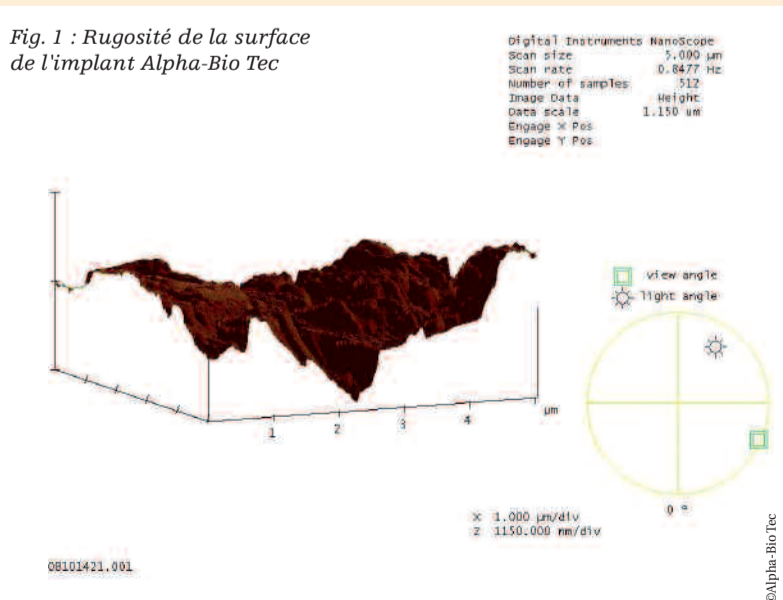 Fig. 1 : Rugosité de la surface
de l'implant Alpha-Bio Tec
Digital Instruments NanoScope
Scan size 5.000 µm
Scan rate 0.8477 Hz
Number of samples 512
Image Data Height
Data scale 1.150 um
Engage X Pos
Engage Y Pos
view angle
light angle
µm
1
2
3
4
X 1.000 µm/div
Z 1150.000 nm/div
0 °
08101421.001
©Alpha-Bio Tec